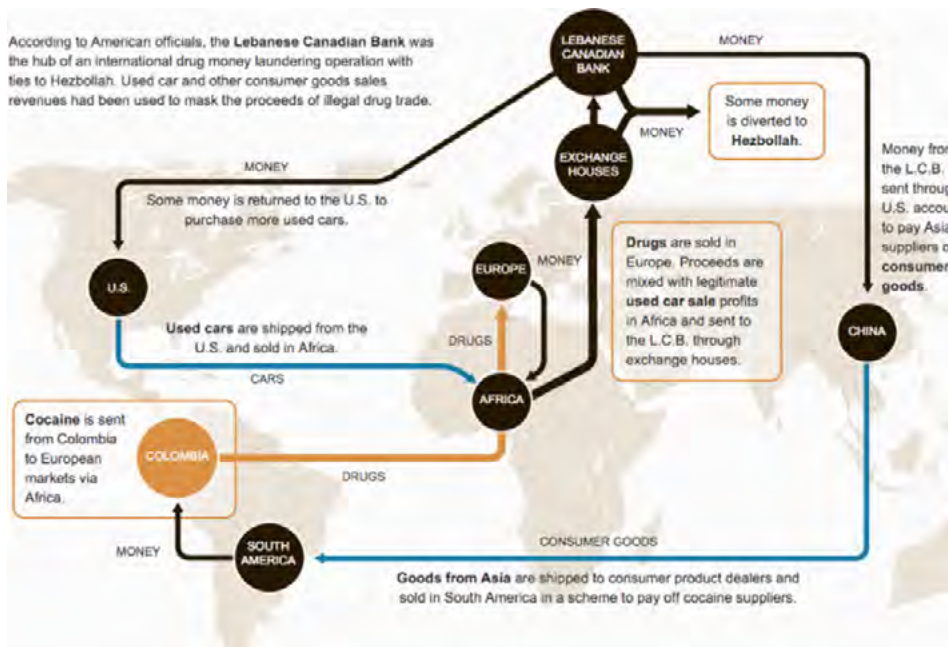 According to American officials, the Lebanese Canadian Bank was
the hub of an international drug money laundering operation with
ties to Hezbollah. Used car and other consumer goods sales
revenues had been used to mask the proceeds of illegal drug trade.
LEBANESE
CANADIAN
BANK
MONEY
Some money
is diverted to
Hezbollah.
MONEY
EXCHANGE
HOUSES
MONEY
Some money is returned to the U.S. to
purchase more used cars.
Money from
the L.C.B.
sent through
U.S.
to pay
suppliers
consumer
goods.
U.S.
EUROPE
MONEY
Drugs are sold in
Europe. Proceeds are
mixed with legitimate
used car sale profits
in Africa and sent to
the L.C.B. through
exchange houses.
CHINA
Used cars are shipped from the
U.S. and sold in Africa.
DRUGS
CARS
AFRICA
Cocaine is sent
from Colombia
to European
markets via
Africa.
COLOMBIA
DRUGS
MONEY
SOUTH
AMERICA
CONSUMER GOODS
Goods from Asia are shipped to consumer product dealers and
sold in South America in a scheme to pay off cocaine suppliers.